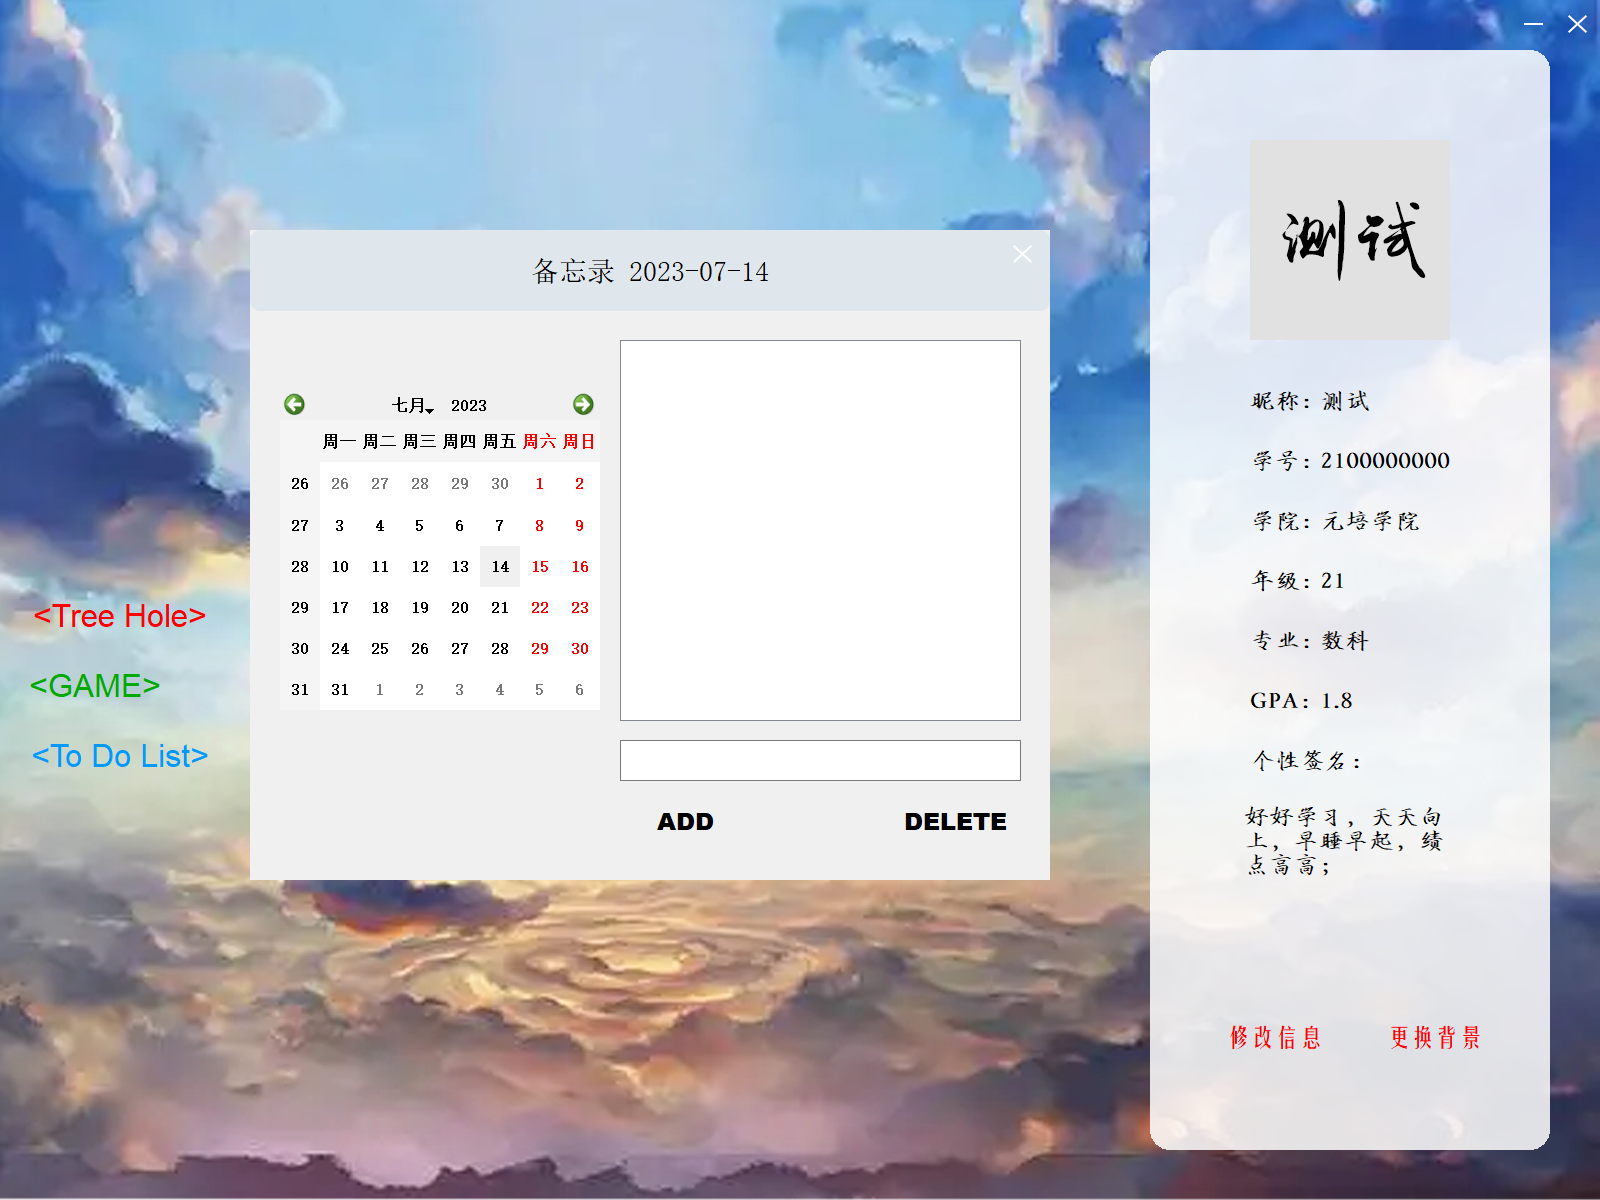 备忘录 2023-07-14
七月 2023
周一 周二 周三 周四 周五 周六 周日
26 26 27 28 29 30 1 2
27 3 4 5 6 7 8 9
28 10 11 12 13 14 15 16
29 17 18 19 20 21 22 23
30 24 25 26 27 28 29 30
31 31 1 2 3 4 5 6
ADD DELETE
<Tree Hole>
<GAME>
<To Do List>
测试
昵称：测试
学号：2100000000
学院：元培学院
年级：21
专业：数科
GPA：1.8
个性签名：
好好学习，天天向
上，早睡早起，绩
点高高；
修改信息 更换背景